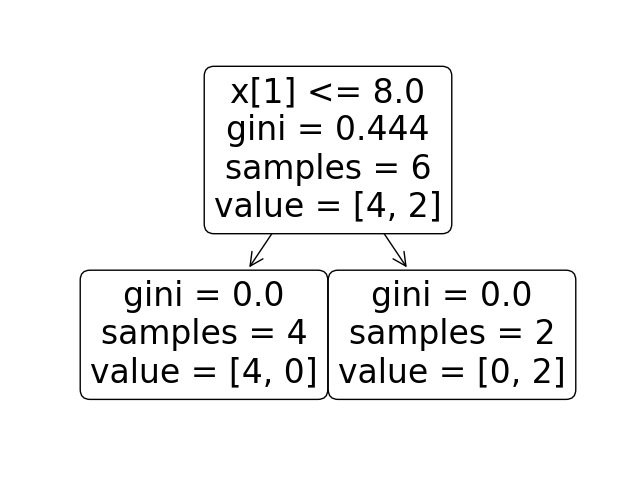 x[1] <= 8.0
gini = 0.444
samples = 6
value = [4, 2]
gini = 0.0
samples = 4
value = [4, 0]
gini = 0.0
samples = 2
value = [0, 2]